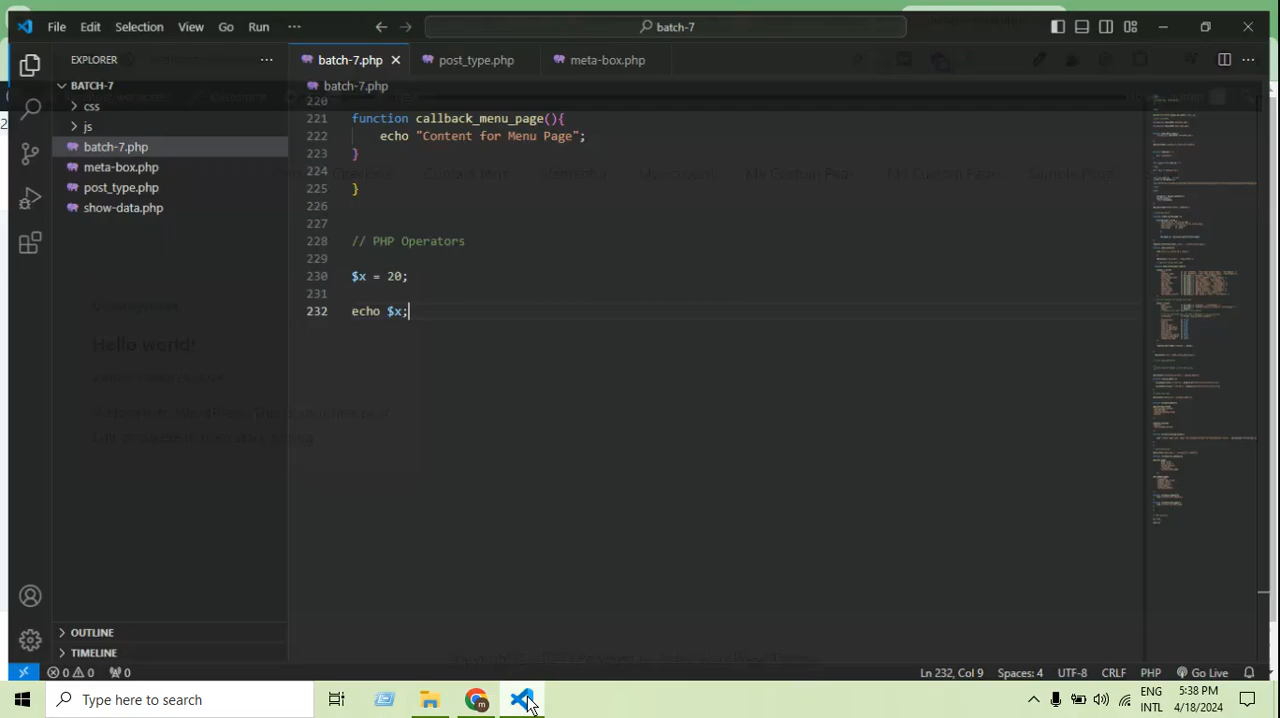 File Edit Selection View Go Run ··· batch-7
EXPLORER ···
batch-7.php post_type.php meta-box.php ···
BATCH-7
batch-7.php
css
js
batch-7.php
meta-box.php
post_type.php
show-data.php
220
221 function callback_menu_page(){
222 echo "Content for Menu Page";
223 }
224
225 }
226
227
228 // PHP Operators
229
230 $x = 20;
231
232 echo $x;
Hello world!
OUTLINE
TIMELINE
0 0 0 Ln 232, Col 9 Spaces: 4 UTF-8 CRLF PHP Go Live
Type here to search
ENG
INTL
5:38 PM
4/18/2024